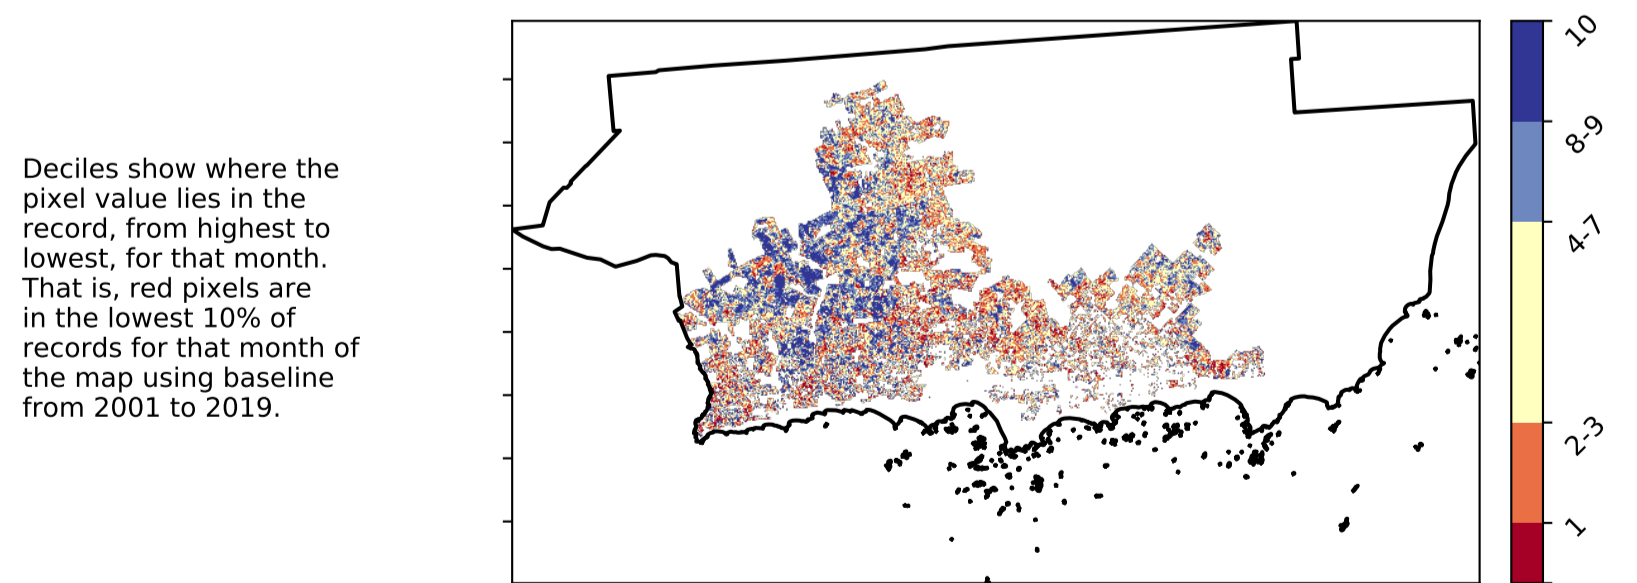 Deciles show where the
pixel value lies in the
record, from highest to
lowest, for that month.
That is, red pixels are
in the lowest 10% of
records for that month of
the map using baseline
from 2001 to 2019.
10
8-9
4-7
2-3
1